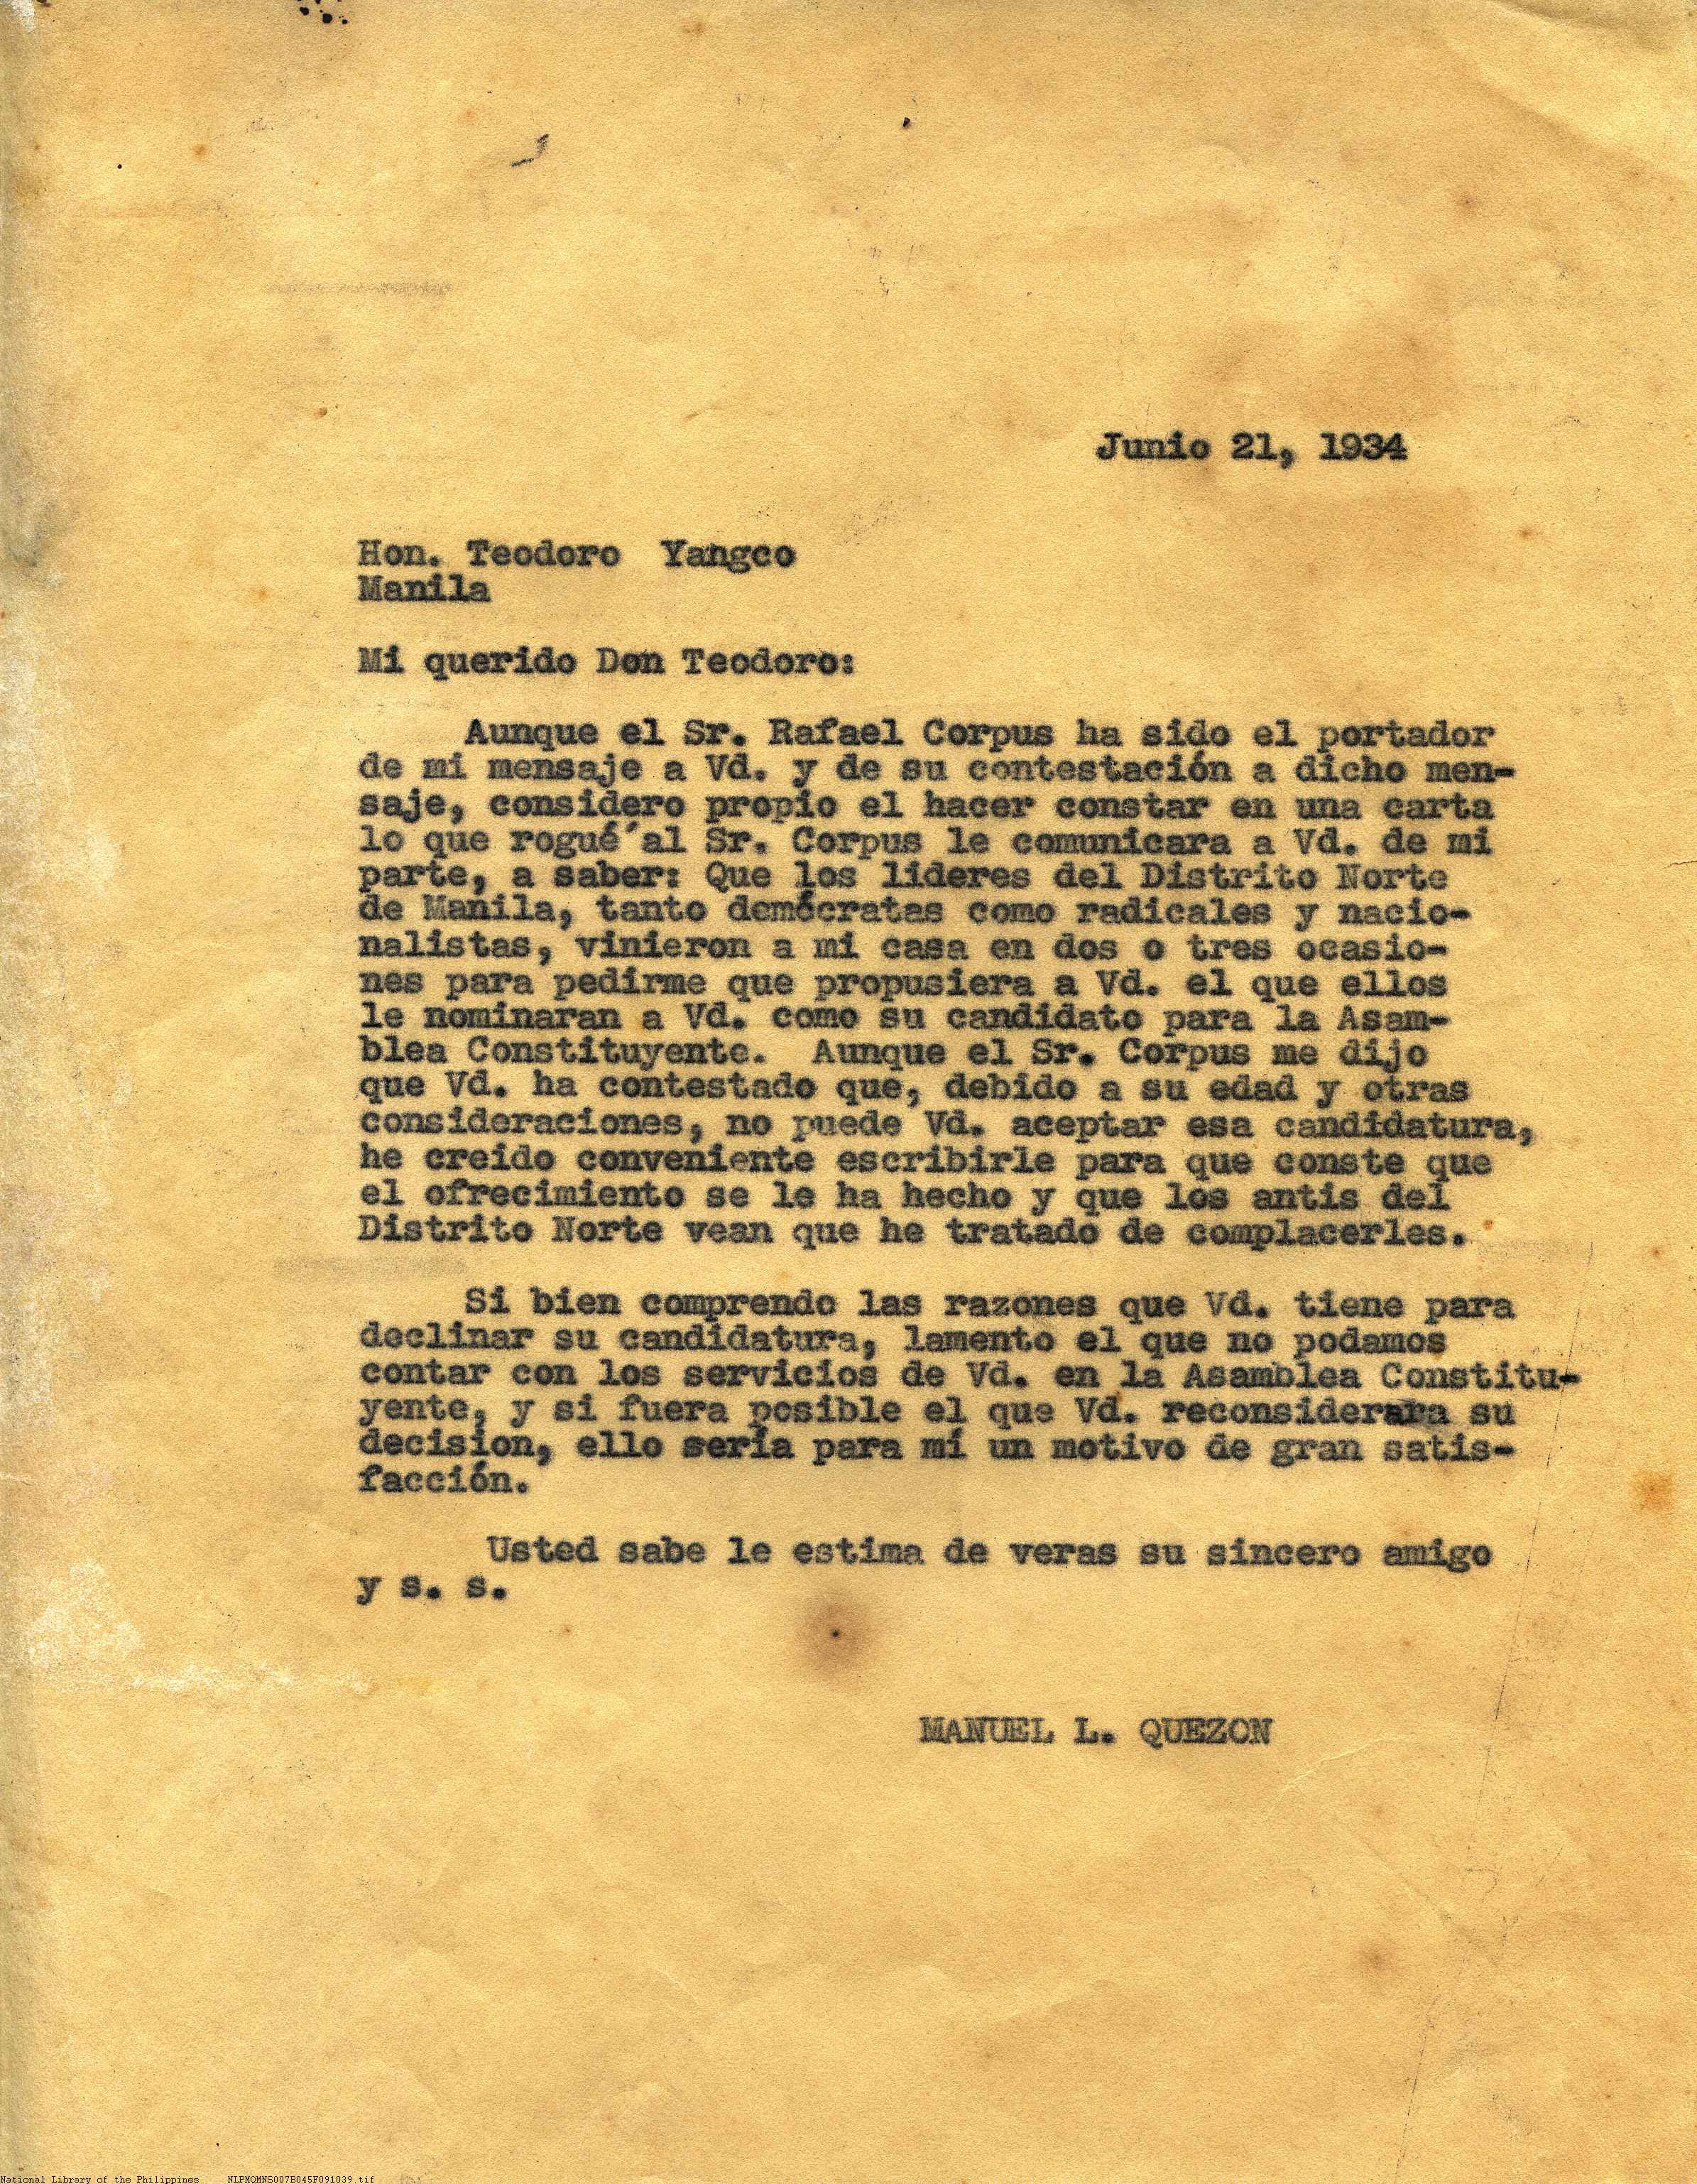 Junio 21, 1934
Hon. Teodoro Yangco
Manila
Mi querido Don Teodoro:
Aunque el Sr. Rafael Corpus ha sido el portador
de mi mensaje a Vd. y de su contestación a dicho men-
saje, considero propio el hacer constar en una carta
lo que rogué al Sr. Corpus le comunicara a Vd. de mi
parte, a saber: Que los lideres del Distrito Norte
de Manila, tanto demócratas como radicales y nacio-
nalistas, vinieron a mi casa en dos o tres ocasio-
nes para pedirme que propusiera a Vd. el que ellos
le nominaran a Vd. como su candidato para la Asam-
blea Constituyente. Aunque el Sr. Corpus me dijo
que Vd. ha contestado que, debido a su edad y otras
consideraciones, no puede Vd. aceptar esa candidatura,
he creido conveniente escribirle para que conste que
el ofrecimiento se le ha hecho y que los antis del
Distrito Norte vean que he tratado de complacerles.
Si bien comprendo las razones que Vd. tiene para
declinar su candidatura, lamento el que no podamos
contar con los servicios de Vd. en la Asamblea Constitu-
yente, y si fuera posible el que Vd. reconsiderara su
decisión, ello sería para mí un motivo de gran satis-
facción.
Usted sabe le estima de veras su sincero amigo
y s. s.
MANUEL L. QUEZON
National Library of the Philippines NLPMQMNS007B045F091039.tif